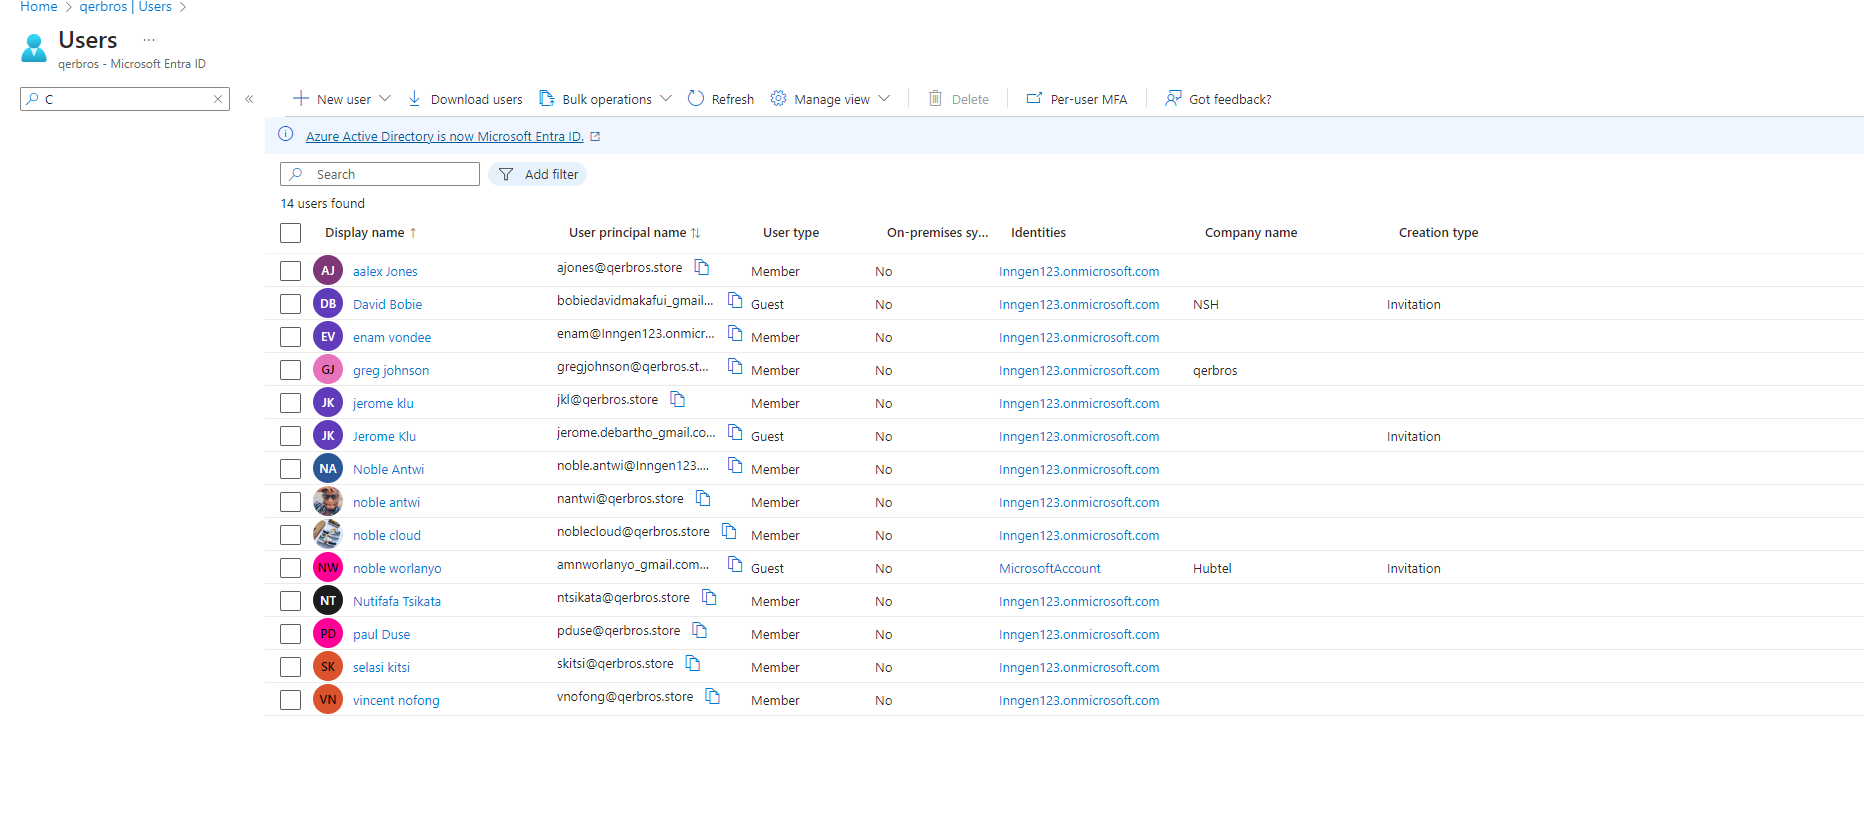 Home > qerbros | Users >
Users ...
qerbros - Microsoft Entra ID
C
New user Download users Bulk operations Refresh Manage view Delete Per-user MFA Got feedback?
Azure Active Directory is now Microsoft Entra ID.
Search Add filter
14 users found
Display name ↑ User principal name ↑↓ User type On-premises sy... Identities Company name Creation type
AJ aalex Jones ajones@qerbros.store Member No Inngen123.onmicrosoft.com
DB David Bobie bobiedavidmakafui_gmail... Guest No Inngen123.onmicrosoft.com NSH Invitation
EV enam vondee enam@Inngen123.onmicr... Member No Inngen123.onmicrosoft.com
GJ greg johnson gregjohnson@qerbros.st... Member No Inngen123.onmicrosoft.com qerbros
JK jerome klu jkl@qerbros.store Member No Inngen123.onmicrosoft.com
JK Jerome Klu jerome.debartho_gmail.co... Guest No Inngen123.onmicrosoft.com Invitation
NA Noble Antwi noble.antwi@Inngen123.... Member No Inngen123.onmicrosoft.com
noble antwi nantwi@qerbros.store Member No Inngen123.onmicrosoft.com
noble cloud noblecloud@qerbros.store Member No Inngen123.onmicrosoft.com
NW noble worlanyo amnworlanyo_gmail.com... Guest No MicrosoftAccount Hubtel Invitation
NT Nutifafa Tsikata ntsikata@qerbros.store Member No Inngen123.onmicrosoft.com
PD paul Duse pduse@qerbros.store Member No Inngen123.onmicrosoft.com
SK selasi kitsi skitsi@qerbros.store Member No Inngen123.onmicrosoft.com
VN vincent nofong vnofong@qerbros.store Member No Inngen123.onmicrosoft.com